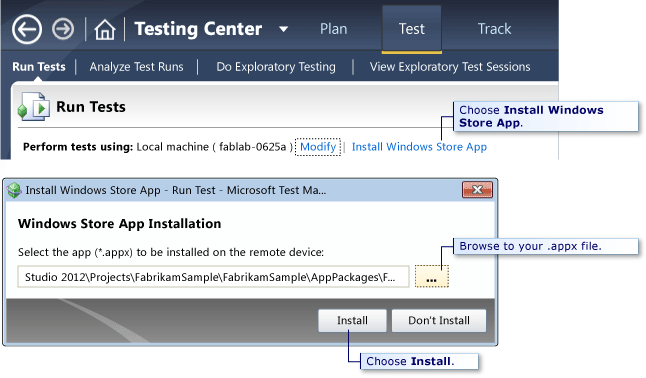 Testing Center Plan Test Track
Run Tests Analyze Test Runs Do Exploratory Testing View Exploratory Test Sessions
Run Tests
Choose Install Windows
Store App.
Perform tests using: Local machine ( fablab-0625a ) Modify | Install Windows Store App
Install Windows Store App - Run Test - Microsoft Test Ma...
Windows Store App Installation
Select the app (*.appx) to be installed on the remote device:
Browse to your .appx file.
Studio 2012\Projects\FabrikamSample\FabrikamSample\AppPackages\F... ...
Install Don't Install
Choose Install.